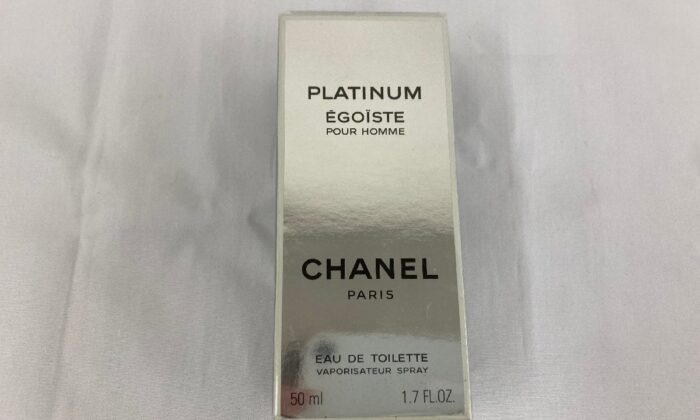 PLATINUM
ÉGOÏSTE
POUR HOMME
CHANEL
PARIS
EAU DE TOILETTE
VAPORISATEUR SPRAY
50 ml 1.7 FL.OZ.